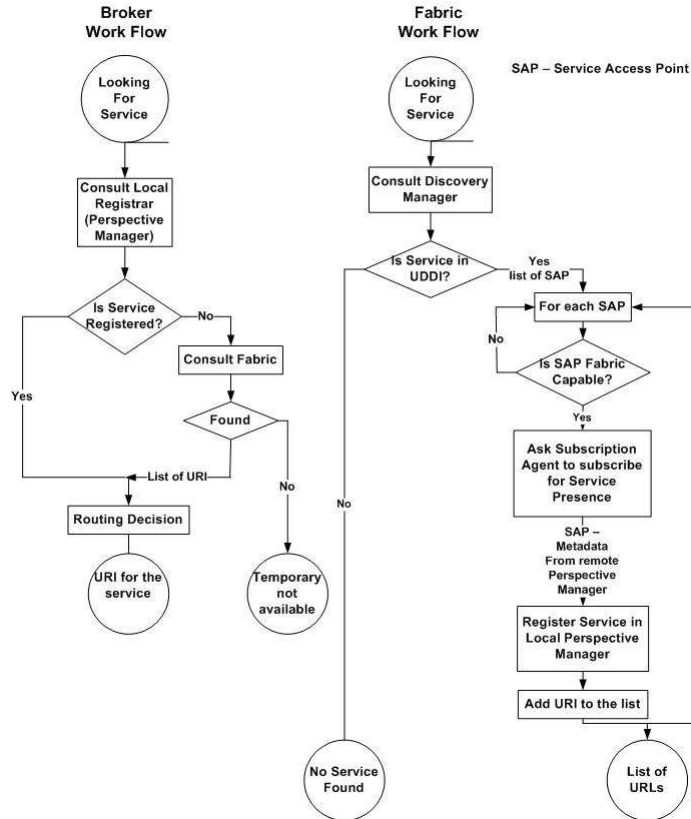 Broker
Work Flow
Looking
For
Service
Consult Local
Registrar
(Perspective
Manager)
Is Service
Registered?
No
Consult Fabric
Yes
Found
List of URI
No
Routing Decision
URI for the
service
Temporary
not
available
Fabric
Work Flow
SAP – Service Access Point
Looking
For
Service
Consult Discovery
Manager
Is Service in
UDDI?
Yes
list of SAP
For each SAP
No
Is SAP Fabric
Capable?
Yes
Ask Subscription
Agent to subscribe
for Service
Presence
No
SAP –
Metadata
From remote
Perspective
Manager
Register Service in
Local Perspective
Manager
Add URI to the list
No Service
Found
List of
URLs